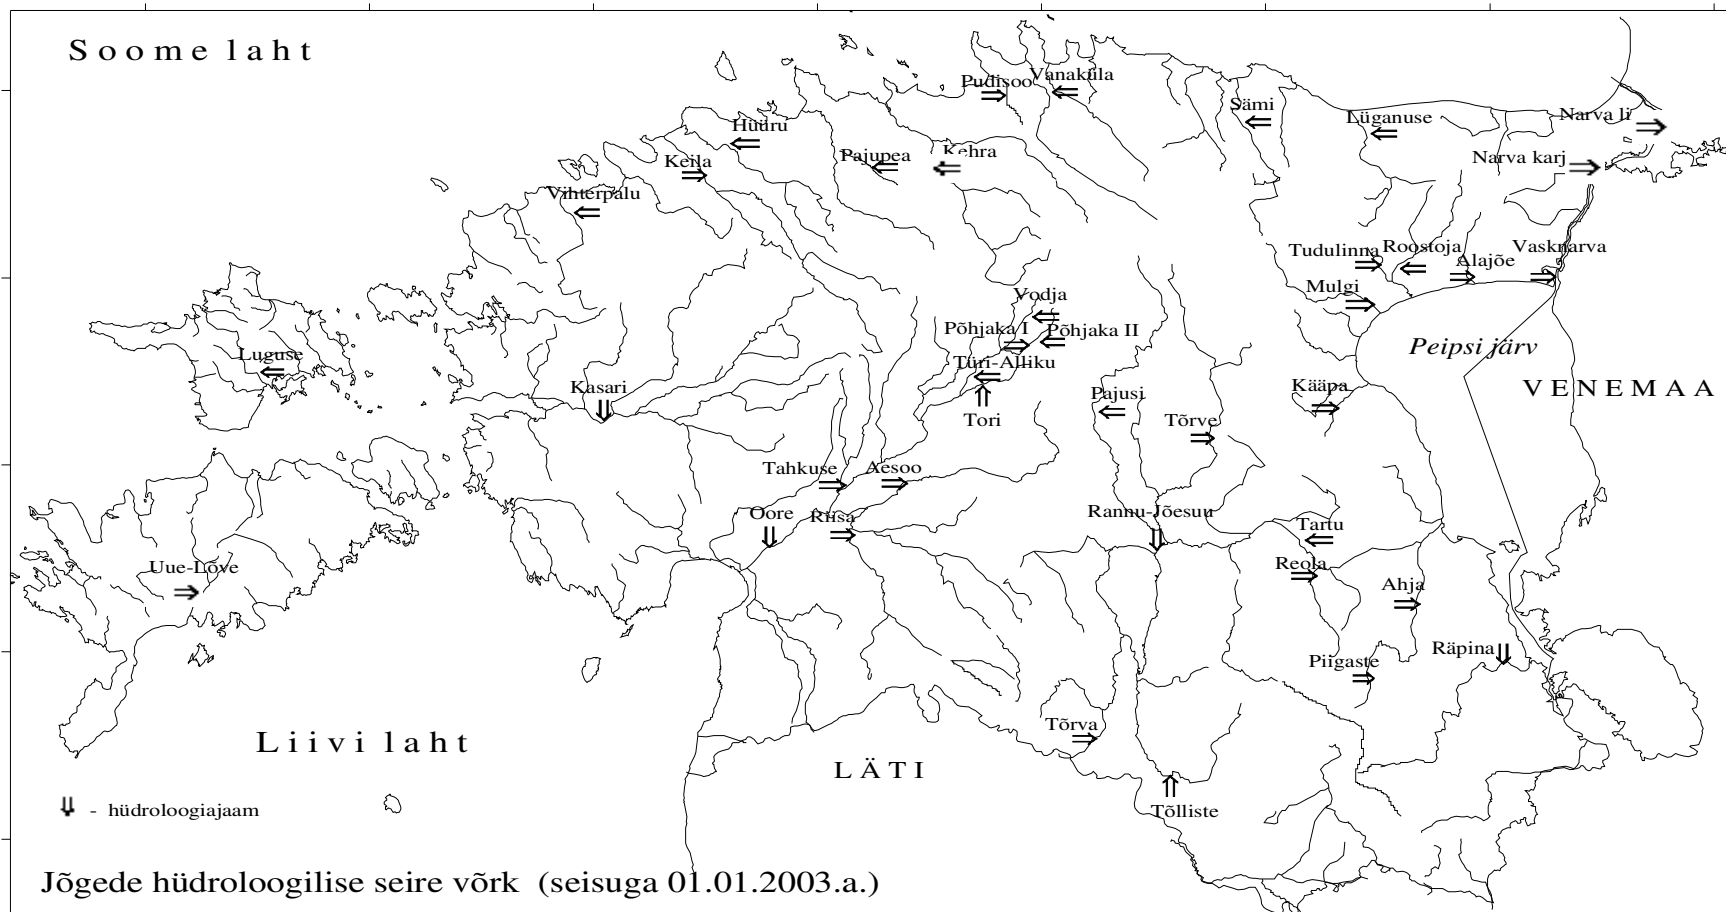 Soome laht
Pudisoo
Vanaküla
Sämi
Lüganuse
Narva li
Hüüru
Keila
Pajupea
Kehra
Narva karj
Vihterpalu
Tudulinna
Roostoja
Alajõe
Vasknarva
Mulgi
Vodja
Põhjaka I
Põhjaka II
Peipsi järv
Luguse
Türi-Alliku
Kasari
Tori
Pajusi
Kääpa
VENEMAA
Tõrve
Tahkuse
Aesoo
Oore
Riisa
Rannu-Jõesuu
Tartu
Uue-Lõve
Reola
Ahja
Räpina
Piigaste
Tõrva
Liivi laht
LÄTI
Tõlliste
- hüdroloogiajaam
Jõgede hüdroloogilise seire võrk (seisuga 01.01.2003.a.)